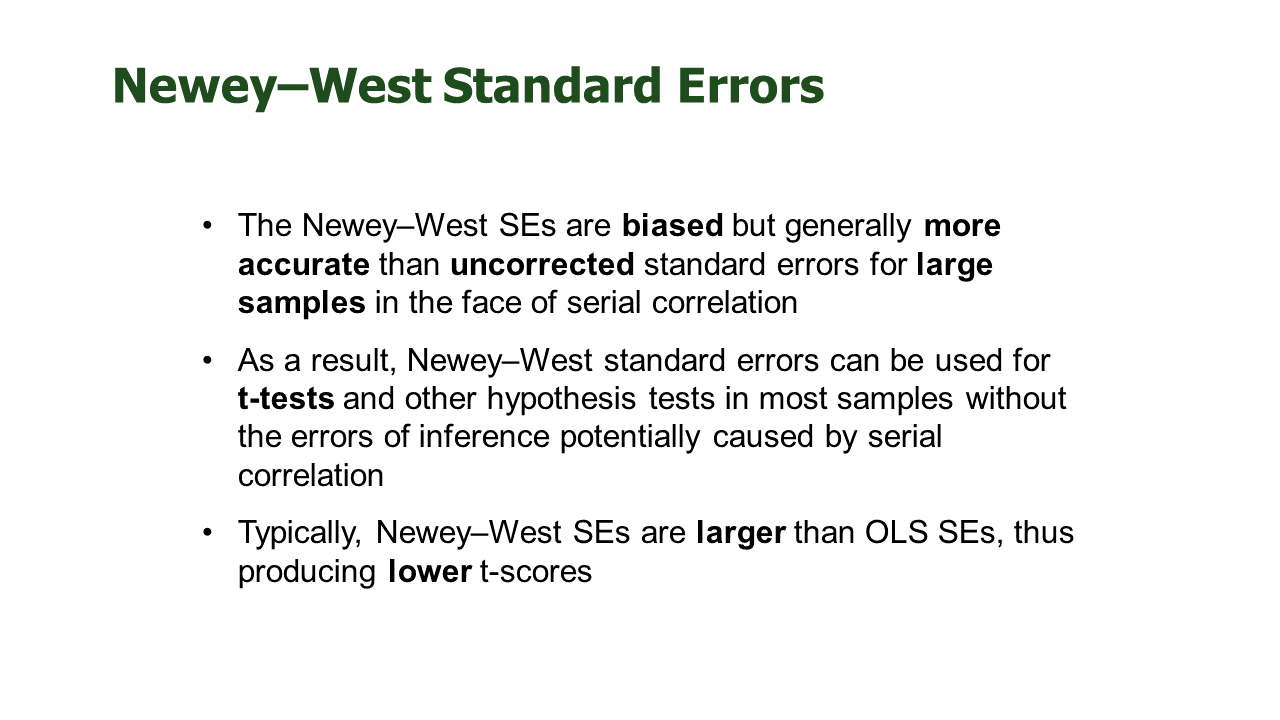 Newey–West Standard Errors
• The Newey–West SEs are biased but generally more
accurate than uncorrected standard errors for large
samples in the face of serial correlation
• As a result, Newey–West standard errors can be used for
t-tests and other hypothesis tests in most samples without
the errors of inference potentially caused by serial
correlation
• Typically, Newey–West SEs are larger than OLS SEs, thus
producing lower t-scores